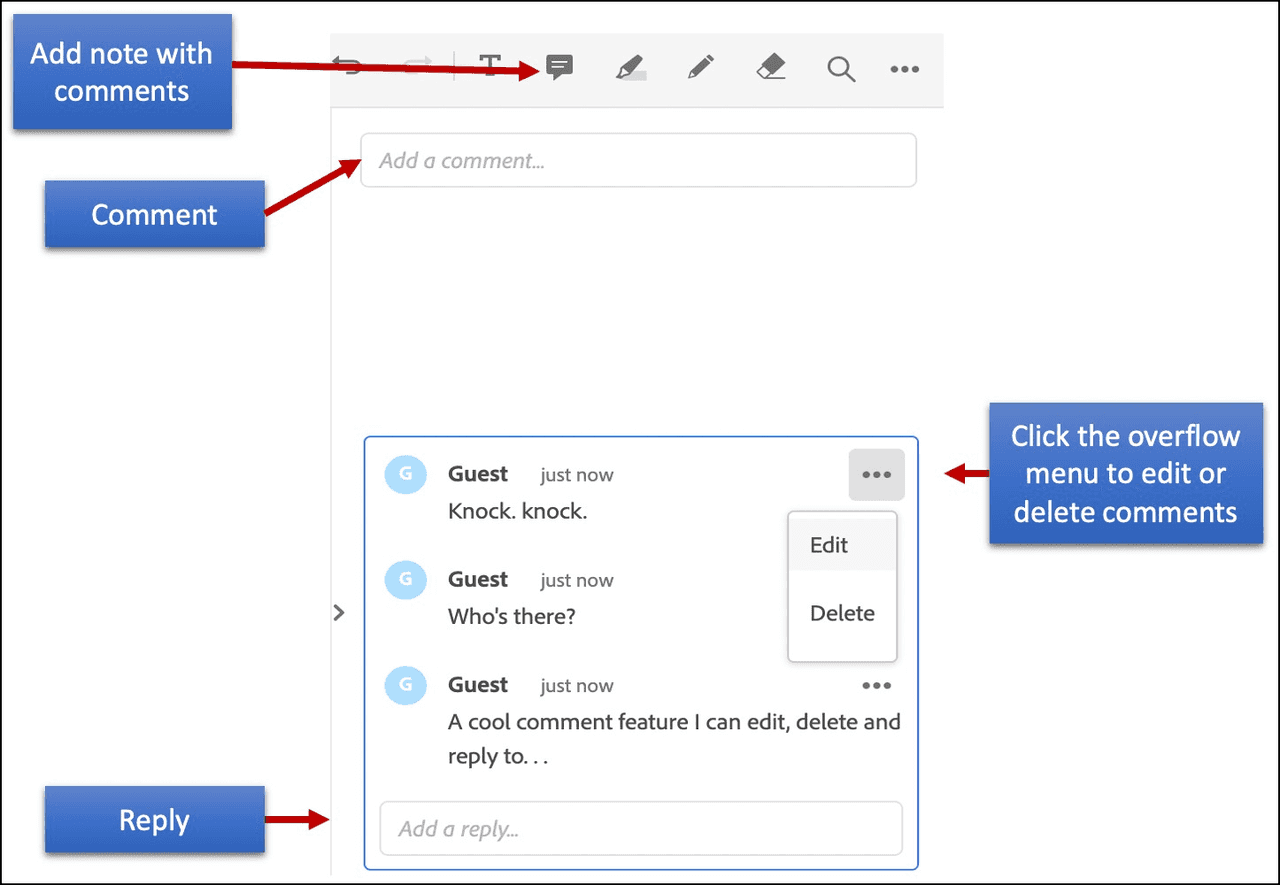 Add note with
comments
T
Add a comment...
Comment
Click the overflow
menu to edit or
delete comments
G Guest just now
Knock. knock.
Edit
G Guest just now
Who's there?
Delete
G Guest just now
A cool comment feature I can edit, delete and
reply to. . .
Reply
Add a reply...